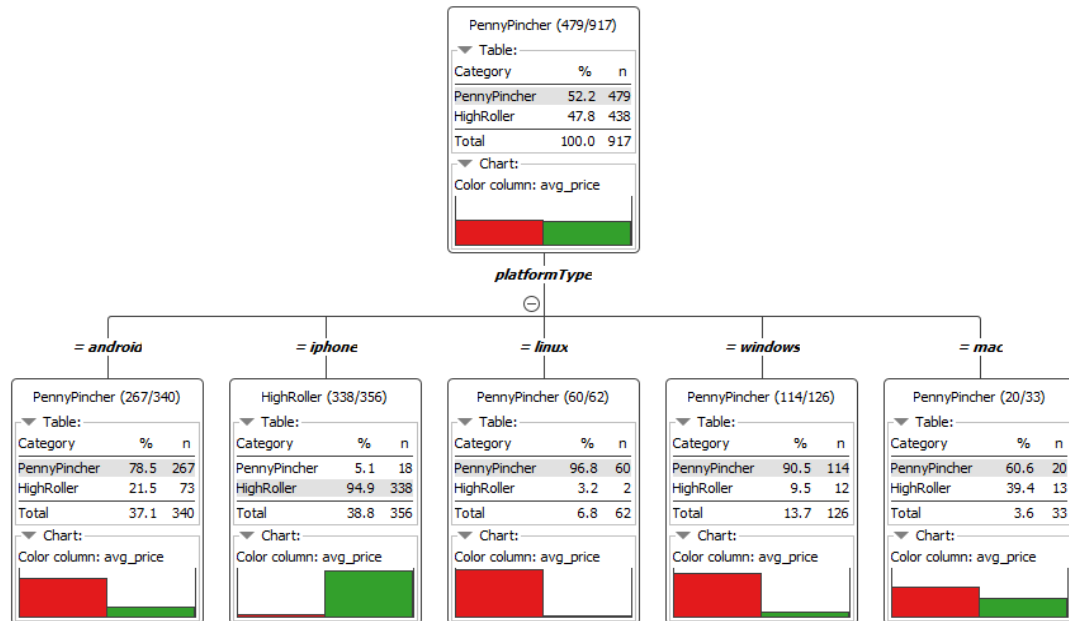 PennyPincher (479/917)
Table:
Category % n
PennyPincher 52.2 479
HighRoller 47.8 438
Total 100.0 917
Chart:
Color column: avg_price
platformType
= android
= iphone
= linux
= windows
= mac
PennyPincher (267/340)
Table:
Category % n
PennyPincher 78.5 267
HighRoller 21.5 73
Total 37.1 340
Chart:
Color column: avg_price
HighRoller (338/356)
Table:
Category % n
PennyPincher 5.1 18
HighRoller 94.9 338
Total 38.8 356
Chart:
Color column: avg_price
PennyPincher (60/62)
Table:
Category % n
PennyPincher 96.8 60
HighRoller 3.2 2
Total 6.8 62
Chart:
Color column: avg_price
PennyPincher (114/126)
Table:
Category % n
PennyPincher 90.5 114
HighRoller 9.5 12
Total 13.7 126
Chart:
Color column: avg_price
PennyPincher (20/33)
Table:
Category % n
PennyPincher 60.6 20
HighRoller 39.4 13
Total 3.6 33
Chart:
Color column: avg_price